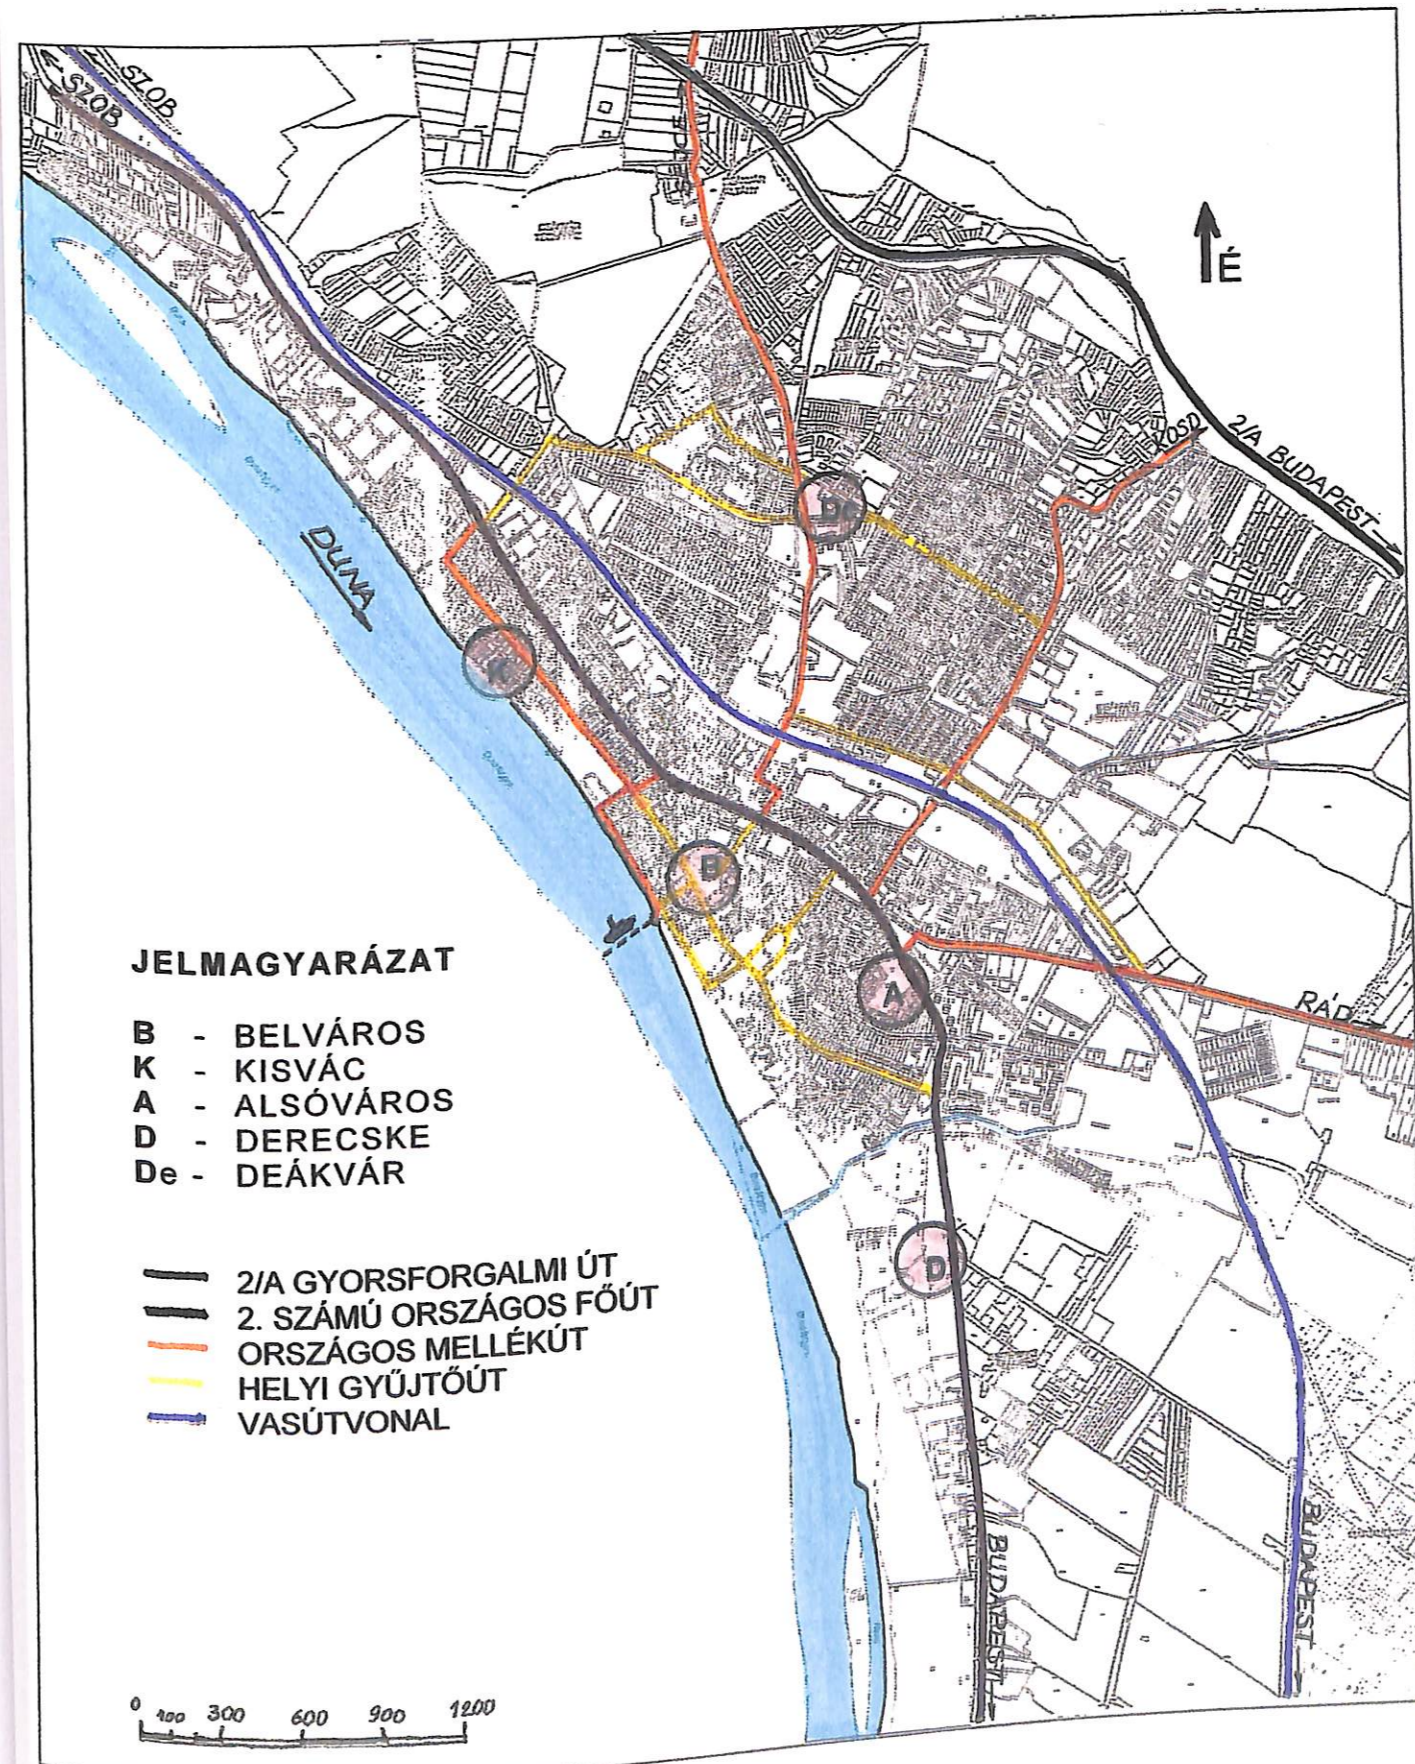 SZOB
SZOB
É
KOSD
2/A BUDAPEST
De
DUNA
K
B
A
RÁD
D
JELMAGYARÁZAT
B - BELVÁROS
K - KISVÁC
A - ALSÓVÁROS
D - DERECSKE
De - DEÁKVÁR
2/A GYORSFORGALMI ÚT
2. SZÁMÚ ORSZÁGOS FŐÚT
ORSZÁGOS MELLÉKÚT
HELYI GYŰJTŐÚT
VASÚTVONAL
BUDAPEST
BUDAPEST
0 100 300 600 900 1200